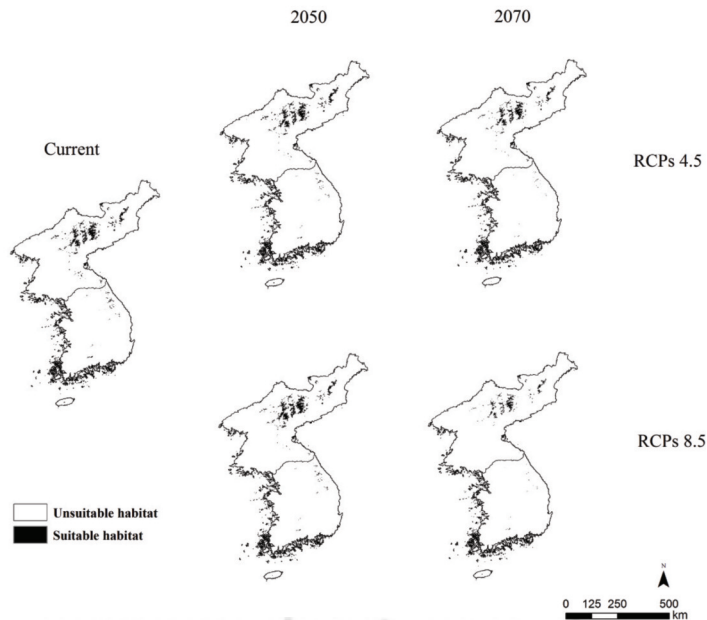 2050 2070
Current
RCPs 4.5
RCPs 8.5
Unsuitable habitat
Suitable habitat
N
0 125 250 500
km